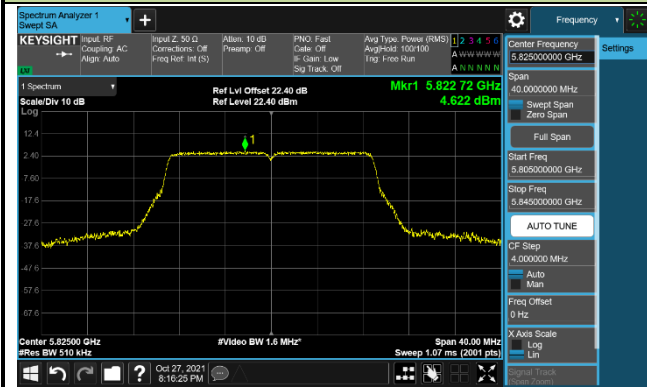 Spectrum Analyzer 1
Swept SA
+
Frequency
KEYSIGHT
Input: RF
Coupling: AC
Align: Auto
Input Z: 50 Ω
Corrections: Off
Freq Ref: Int (S)
Atten: 10 dB
Preamp: Off
PNO: Fast
Gate: Off
IF Gain: Low
Sig Track: Off
Avg Type: Power (RMS)
Avg|Hold: 100/100
Trig: Free Run
1 2 3 4 5 6
A W W W W W
A N N N N N
LW
1 Spectrum
Scale/Div 10 dB
Log
Ref Lvl Offset 22.40 dB
Ref Level 22.40 dBm
Mkr1 5.822 72 GHz
4.622 dBm
1
12.4
2.40
7.60
17.6
27.6
37.6
47.6
57.6
67.6
Center 5.82500 GHz
#Res BW 510 kHz
#Video BW 1.6 MHz*
Span 40.00 MHz
Sweep 1.07 ms (2001 pts)
Center Frequency
5.825000000 GHz
Settings
Span
40.0000000 MHz
Swept Span
Zero Span
Full Span
Start Freq
5.805000000 GHz
Stop Freq
5.845000000 GHz
AUTO TUNE
CF Step
4.000000 MHz
Auto
Man
Freq Offset
0 Hz
X Axis Scale
Log
Lin
Signal Track
(Span Zoom)
?
Oct 27, 2021
8:16:25 PM